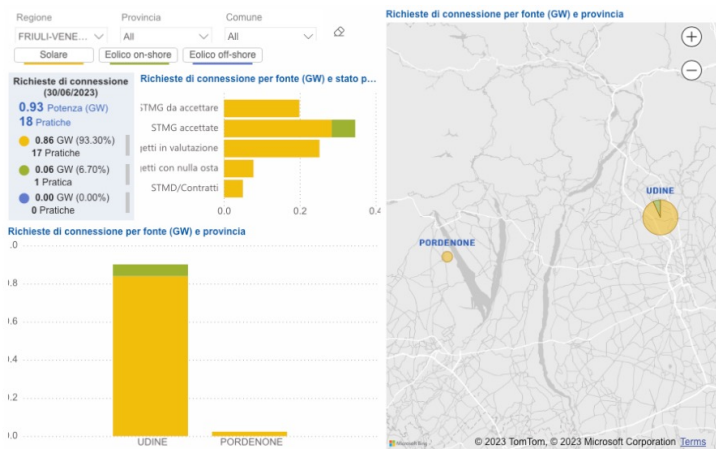 Regione
Provincia
Comune
FRIULI-VENE...
All
All
Solare
Eolico on-shore
Eolico off-shore
Richieste di connessione
(30/06/2023)
0.93 Potenza (GW)
18 Pratiche
0.86 GW (93.30%)
17 Pratiche
0.06 GW (6.70%)
1 Pratica
0.00 GW (0.00%)
0 Pratiche
Richieste di connessione per fonte (GW) e stato p...
STMG da accettare
STMG accettate
getti in valutazione
getti con nulla osta
STMD/Contratti
0.0
0.2
0.4
Richieste di connessione per fonte (GW) e provincia
.0
0.8
0.6
0.4
0.2
0.0
UDINE
PORDENONE
Richieste di connessione per fonte (GW) e provincia
UDINE
PORDENONE
Microsoft Bing
© 2023 TomTom, © 2023 Microsoft Corporation Terms